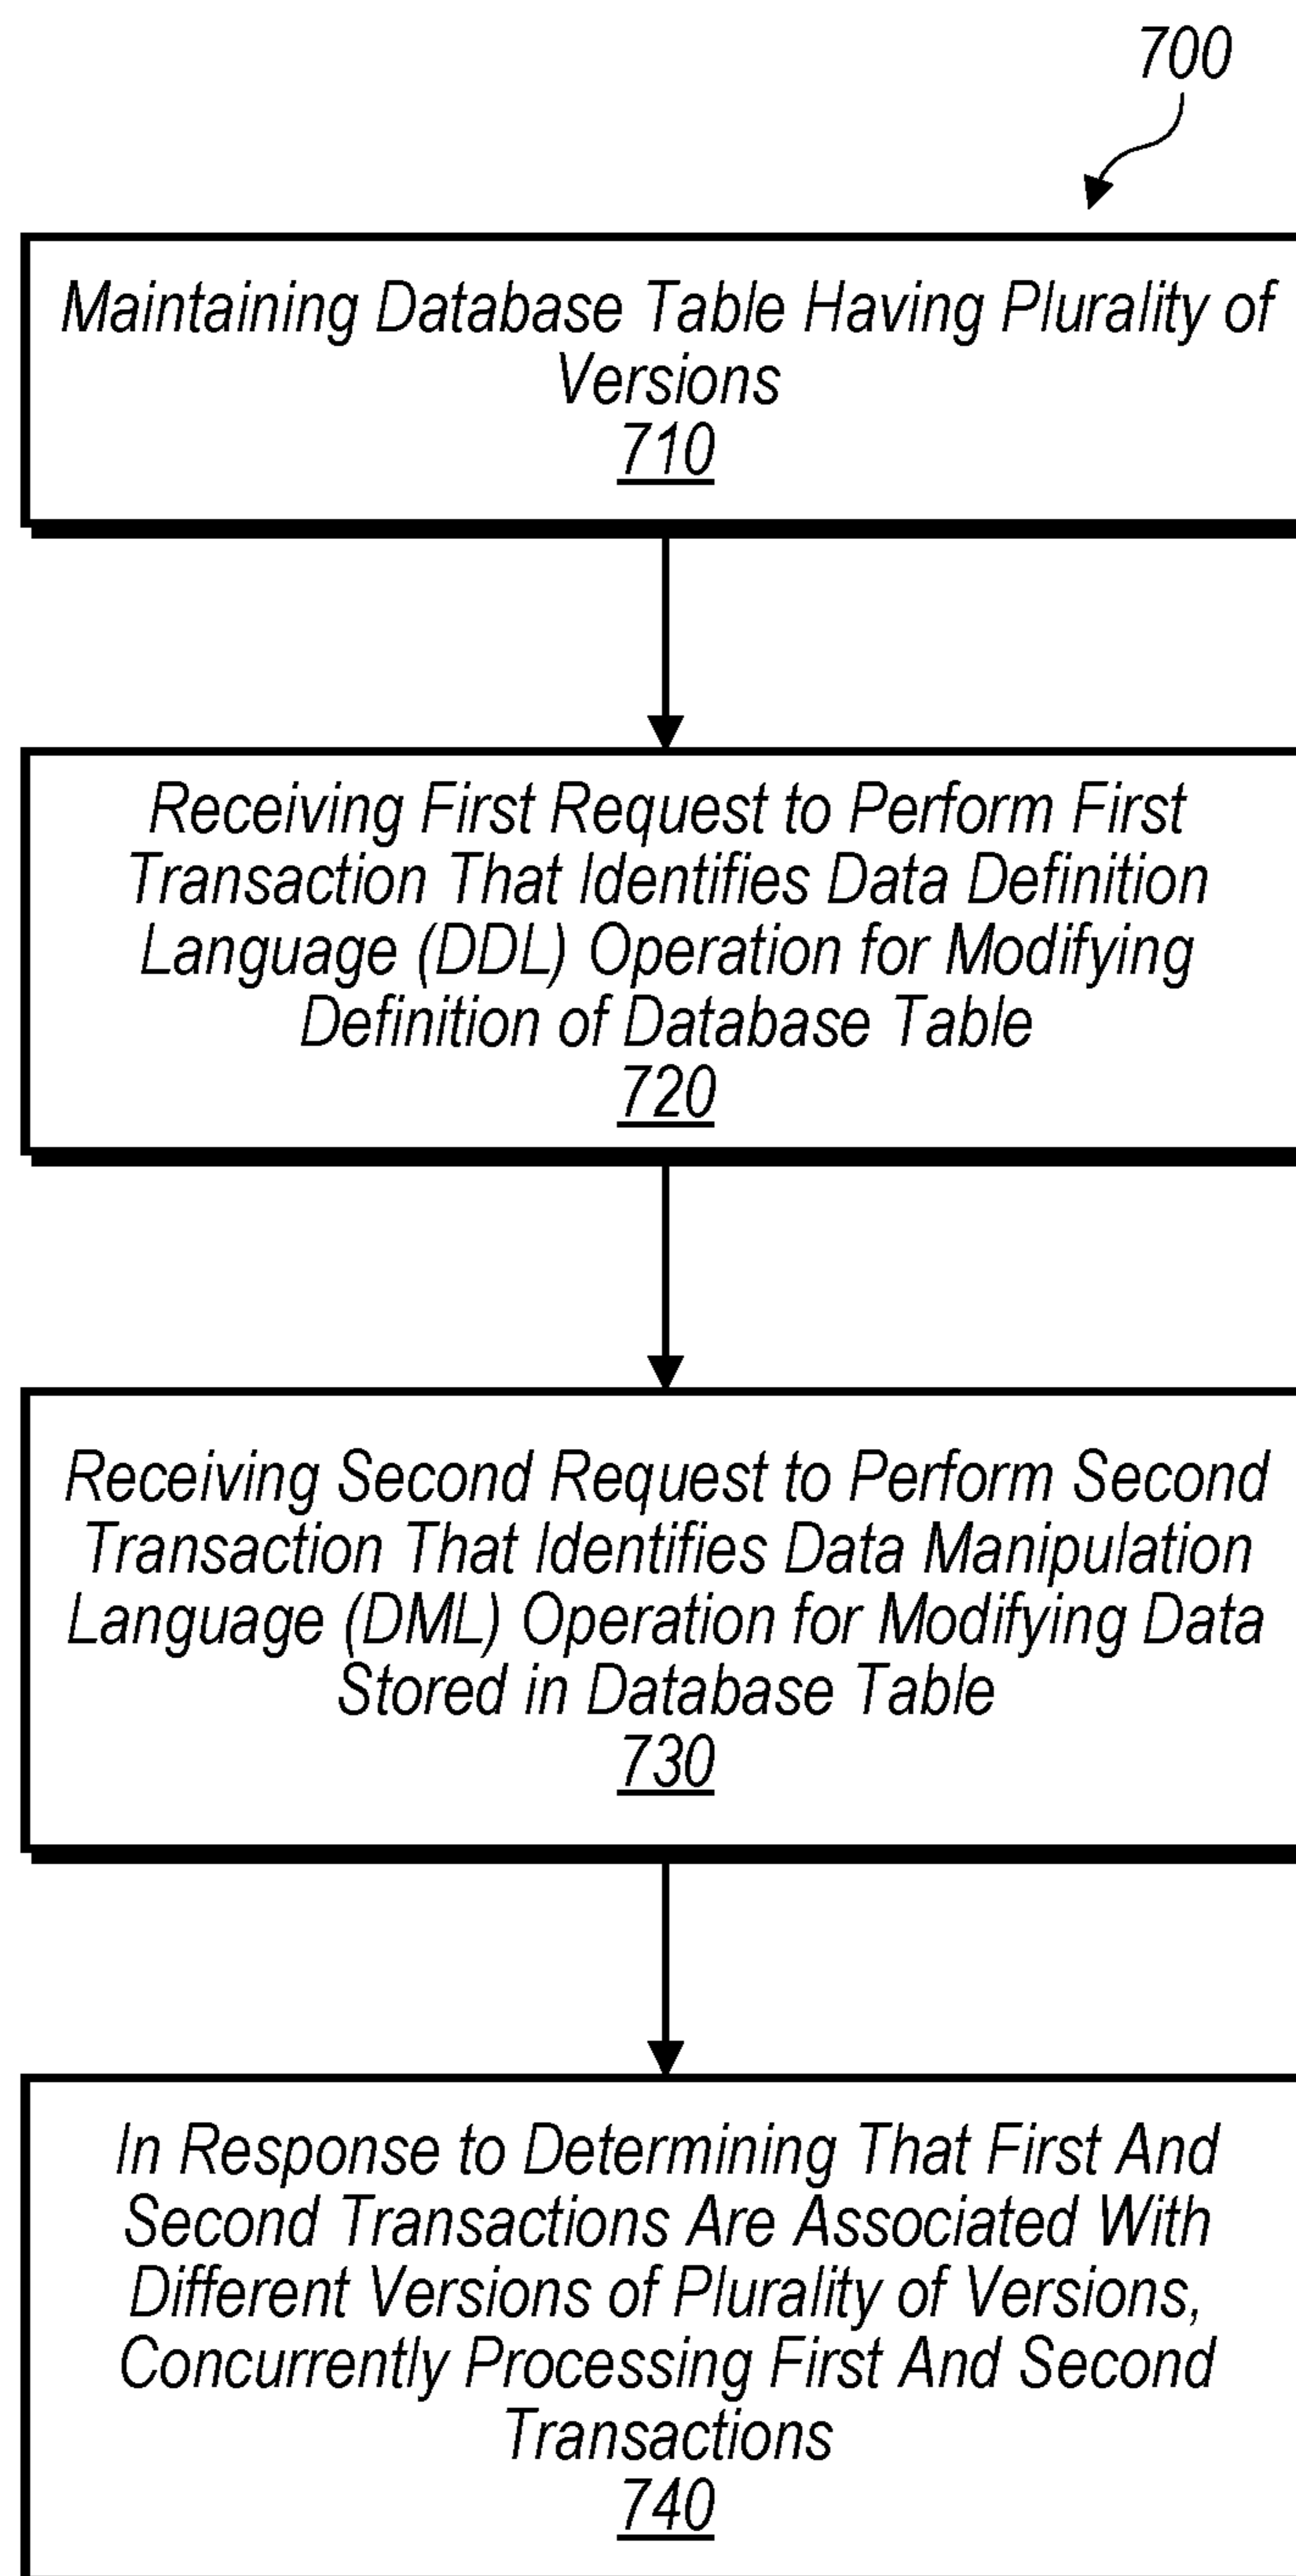 700
Maintaining Database Table Having Plurality of
Versions
710
Receiving First Request to Perform First
Transaction That Identifies Data Definition
Language (DDL) Operation for Modifying
Definition of Database Table
720
Receiving Second Request to Perform Second
Transaction That Identifies Data Manipulation
Language (DML) Operation for Modifying Data
Stored in Database Table
730
In Response to Determining That First And
Second Transactions Are Associated With
Different Versions of Plurality of Versions,
Concurrently Processing First And Second
Transactions
740